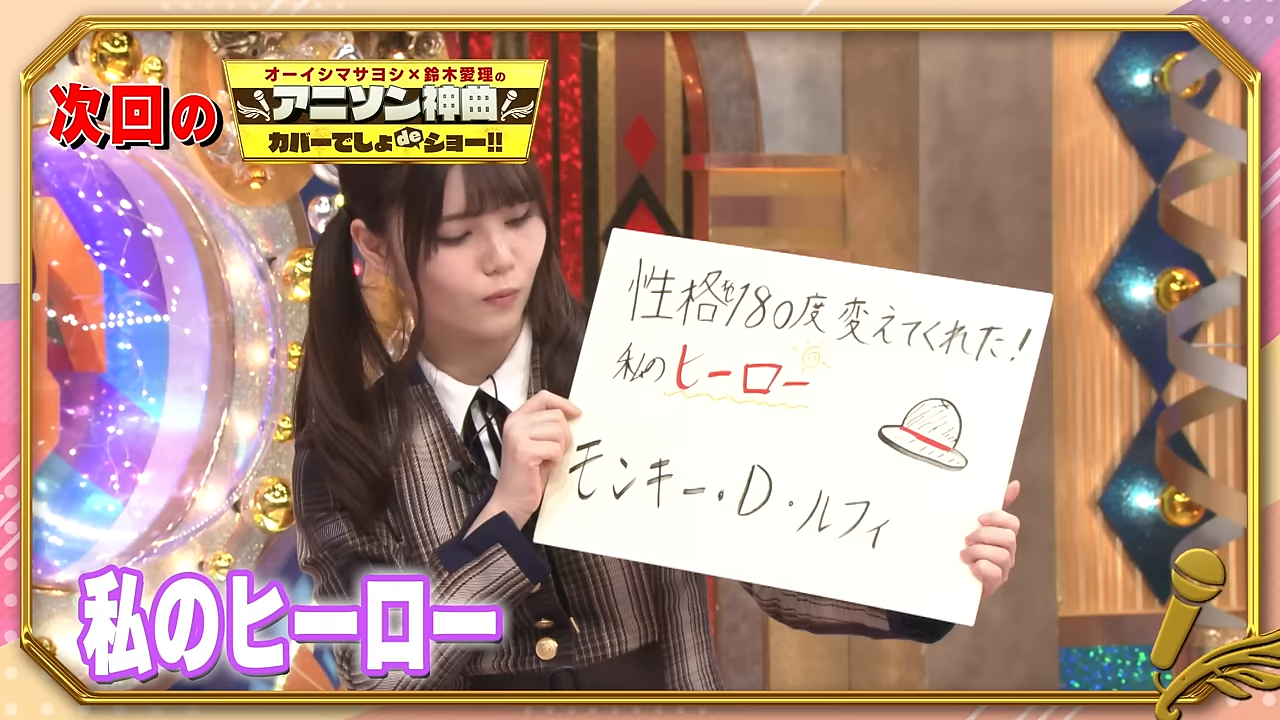 次回の
オーイシマサヨシ×鈴木愛理の
アニソン神曲
カバーでしょdeショー!!
性格を180度変えてくれた!
私のヒーロー
モンキー・D・ルフィ
私のヒーロー